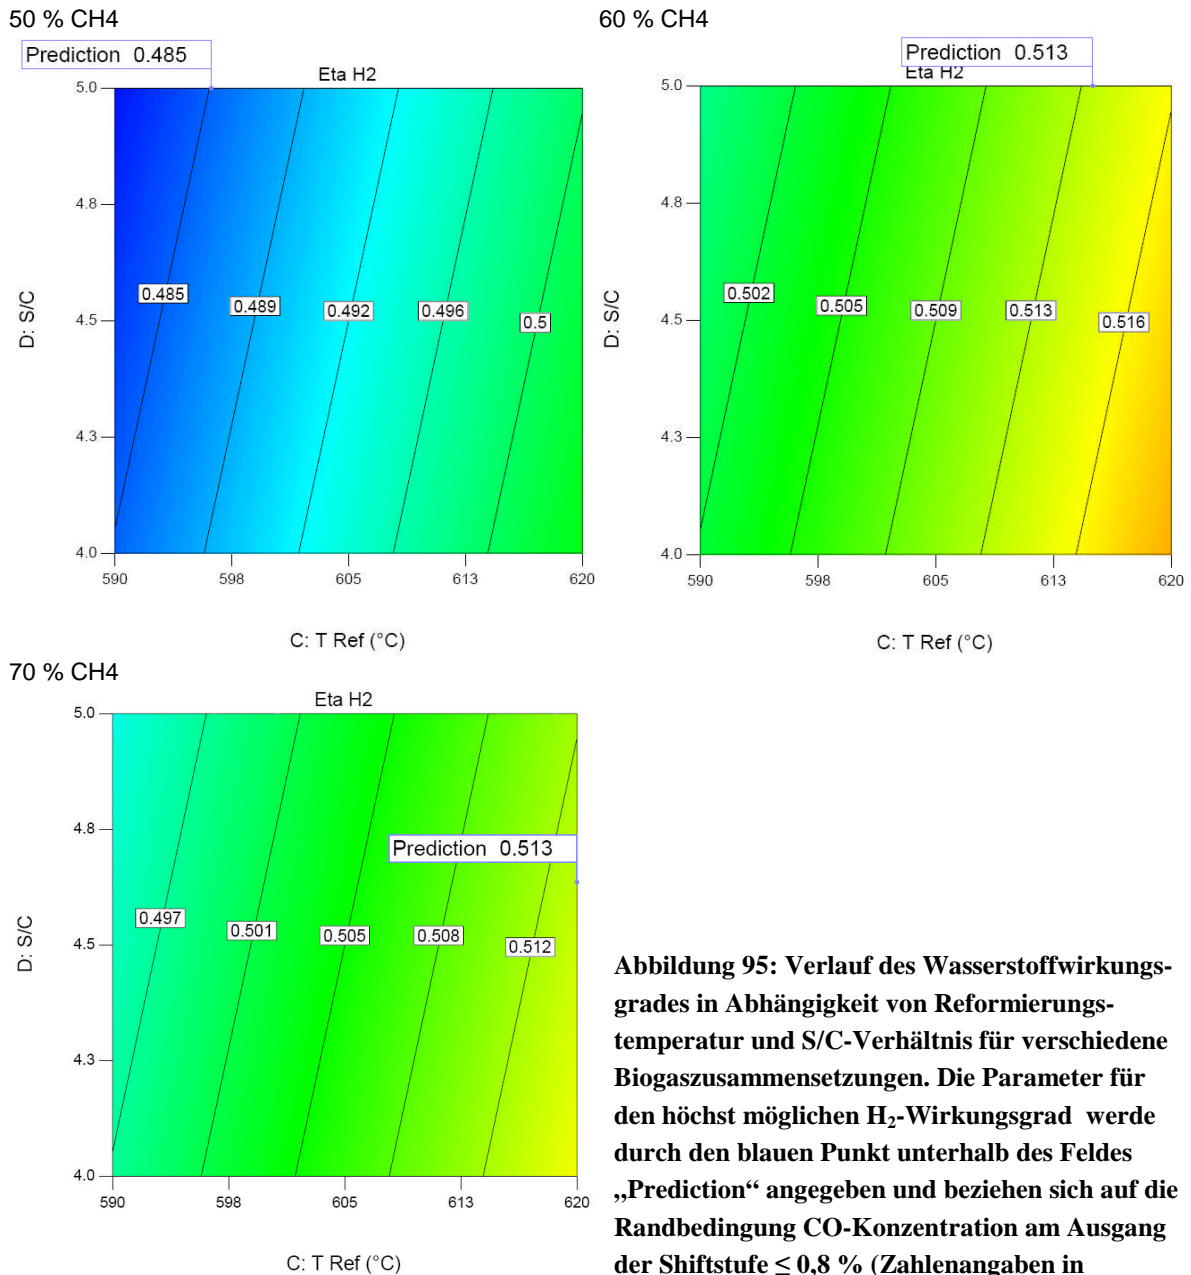 50 % CH4
Prediction 0.485
Eta H2
5.0
4.8
4.5
4.3
4.0
D: S/C
0.485
0.489
0.492
0.496
0.5
590
598
605
613
620
C: T Ref (°C)
60 % CH4
Prediction 0.513
Eta H2
5.0
4.8
4.5
4.3
4.0
D: S/C
0.502
0.505
0.509
0.513
0.516
590
598
605
613
620
C: T Ref (°C)
70 % CH4
Eta H2
5.0
4.8
4.5
4.3
4.0
D: S/C
Prediction 0.513
0.497
0.501
0.505
0.508
0.512
590
598
605
613
620
C: T Ref (°C)
Abbildung 95: Verlauf des Wasserstoffwirkungs-
grades in Abhängigkeit von Reformierungs-
temperatur und S/C-Verhältnis für verschiedene
Biogaszusammensetzungen. Die Parameter für
den höchst möglichen H₂-Wirkungsgrad werde
durch den blauen Punkt unterhalb des Feldes
„Prediction“ angegeben und beziehen sich auf die
Randbedingung CO-Konzentration am Ausgang
der Shiftstufe ≤ 0,8 % (Zahlenangaben in